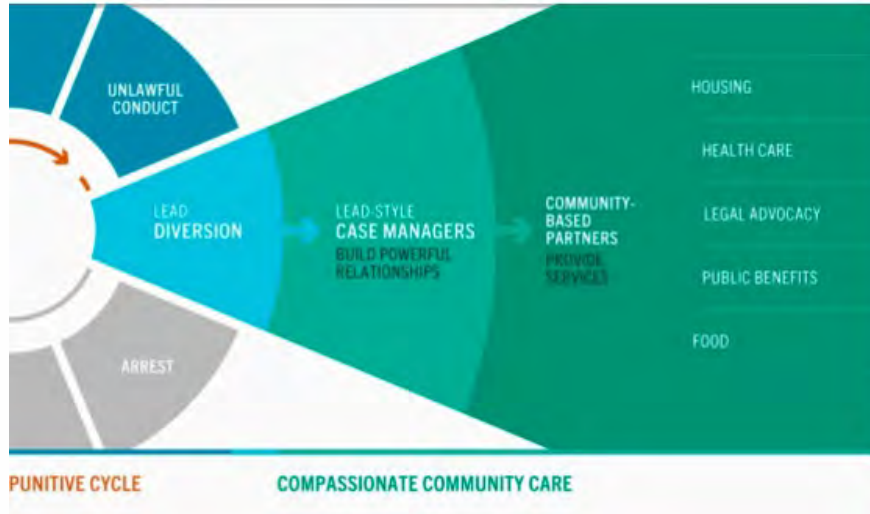 UNLAWFUL
CONDUCT
LEAD
DIVERSION
LEAD-STYLE
CASE MANAGERS
BUILD POWERFUL
RELATIONSHIPS
COMMUNITY-
BASED
PARTNERS
PROVIDE
SERVICES
HOUSING
HEALTH CARE
LEGAL ADVOCACY
PUBLIC BENEFITS
FOOD
ARREST
PUNITIVE CYCLE
COMPASSIONATE COMMUNITY CARE